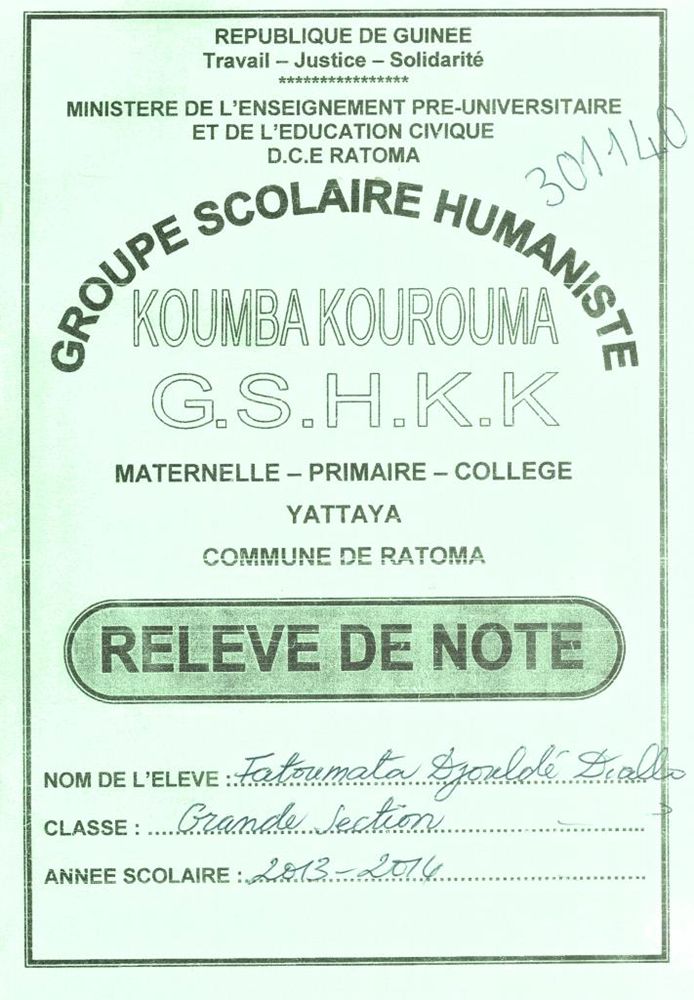 REPUBLIQUE DE GUINEE
Travail – Justice – Solidarité
****************
MINISTERE DE L'ENSEIGNEMENT PRE-UNIVERSITAIRE
ET DE L'EDUCATION CIVIQUE
D.C.E RATOMA
301140
GROUPE SCOLAIRE HUMANISTE
KOUMBA KOUROUMA
G.S.H.K.K
MATERNELLE – PRIMAIRE – COLLEGE
YATTAYA
COMMUNE DE RATOMA
RELEVE DE NOTE
NOM DE L'ELEVE : Fatoumata Djouldé Diallo
CLASSE : Grande Section
ANNEE SCOLAIRE : 2013-2014